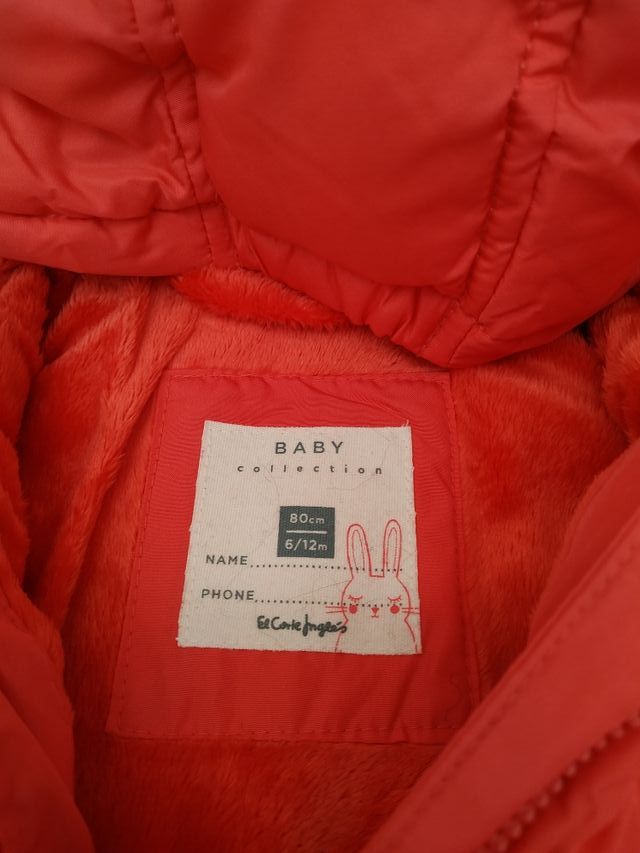 BABY
collection
80cm
6/12m
NAME....................
PHONE....................
El Corte Inglés